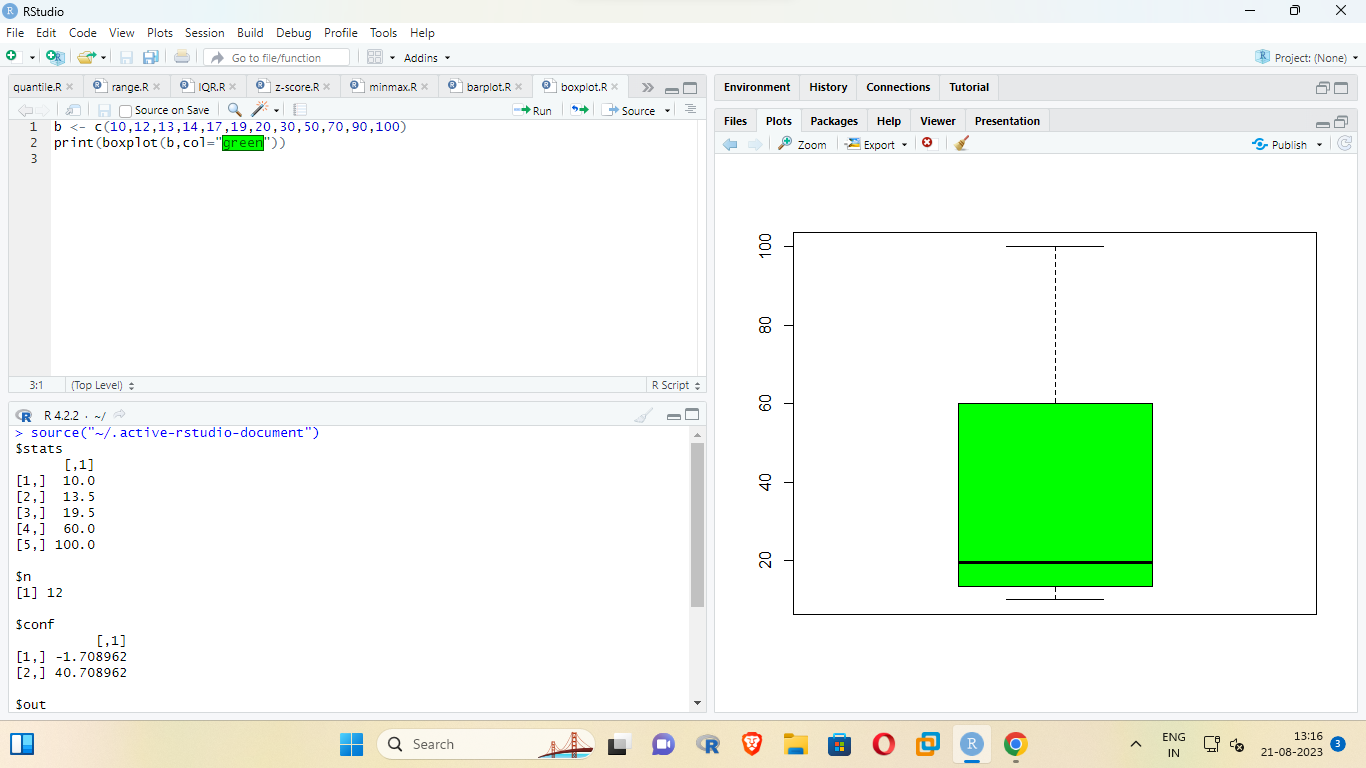 RStudio
File Edit Code View Plots Session Build Debug Profile Tools Help
Go to file/function Addins Project: (None)
quantile.R range.R IQR.R z-score.R minmax.R barplot.R boxplot.R
Source on Save Run Source
1 b <- c(10,12,13,14,17,19,20,30,50,70,90,100)
2 print(boxplot(b,col="green"))
3
3:1 (Top Level) R Script
R 4.2.2 · ~/
> source("~/.active-rstudio-document")
$stats
[,1]
[1,] 10.0
[2,] 13.5
[3,] 19.5
[4,] 60.0
[5,] 100.0
$n
[1] 12
$conf
[,1]
[1,] -1.708962
[2,] 40.708962
$out
Environment History Connections Tutorial
Files Plots Packages Help Viewer Presentation
Zoom Export Publish
100
80
60
40
20
Search
ENG
IN
13:16
21-08-2023
3